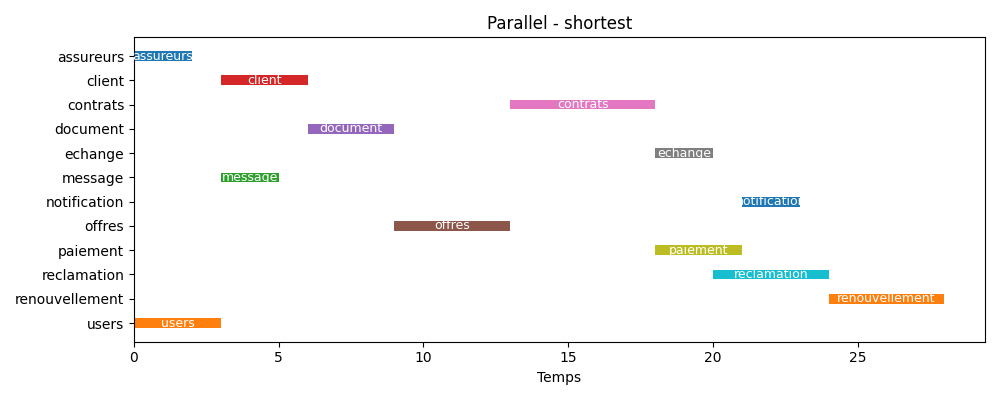 Parallel - shortest
assureurs assureurs
client client
contrats contrats
document document
echange echange
message message
notification notification
offres offres
paiement paiement
reclamation reclamation
renouvellement renouvellement
users users
0 5 10 15 20 25
Temps